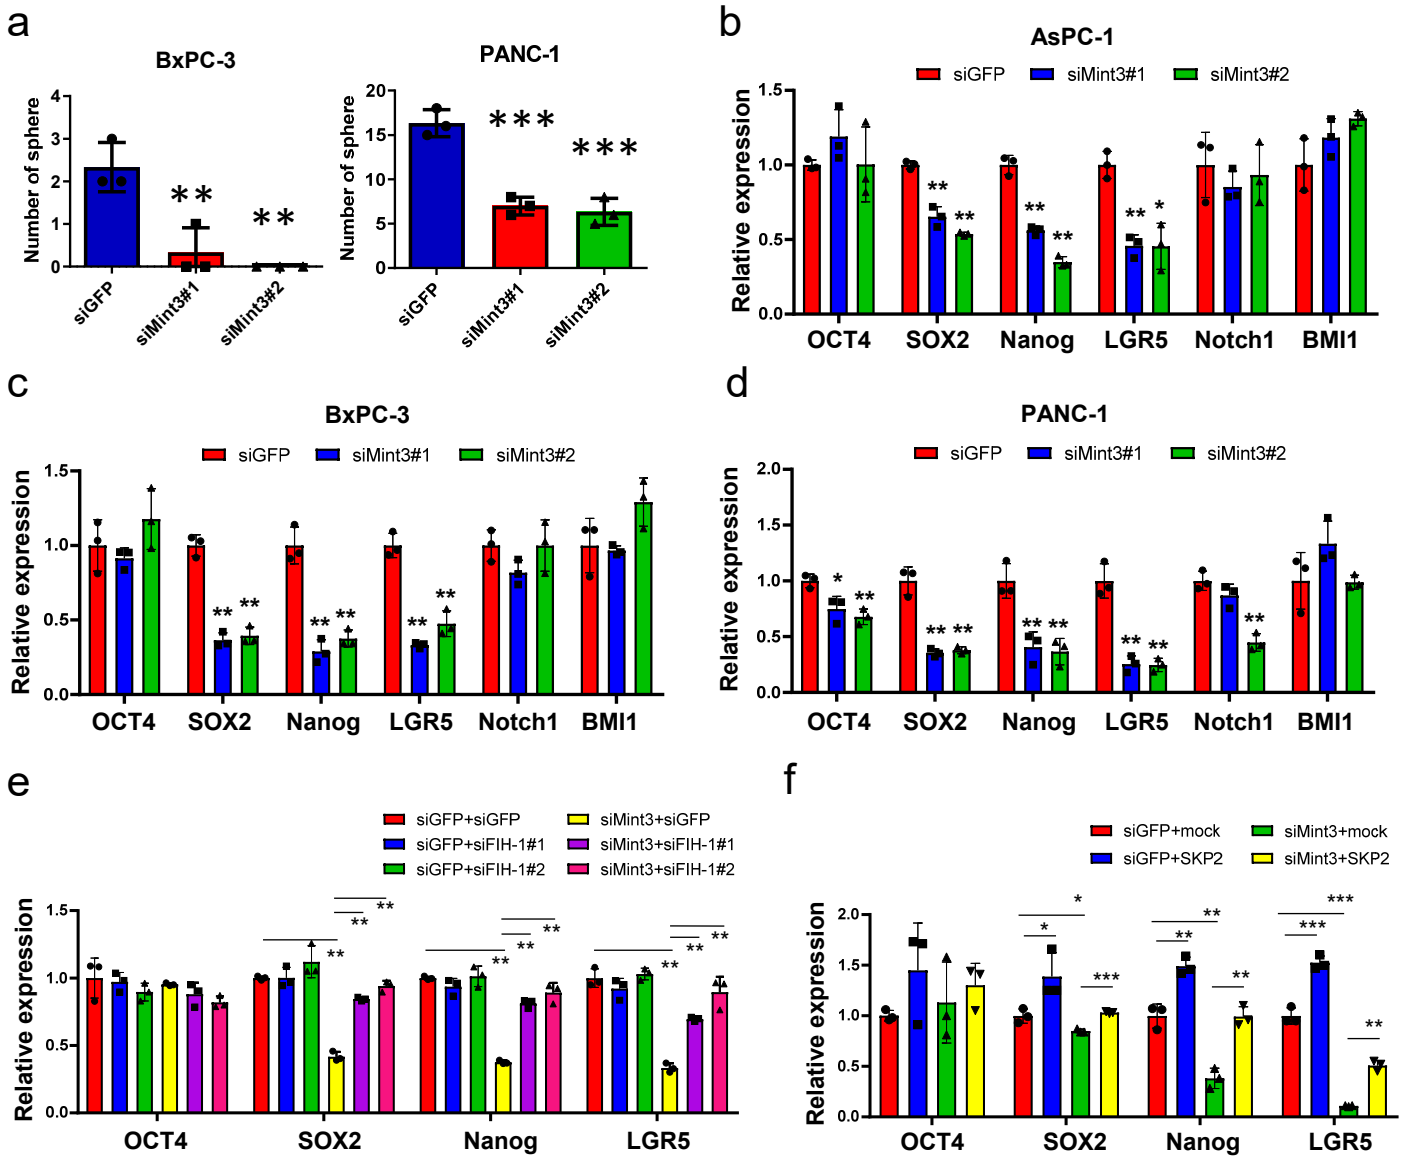 a
BxPC-3
Number of sphere
4
3
2
1
0
**
**
siGFP
siMint3#1
siMint3#2
PANC-1
Number of sphere
20
15
10
5
0
***
***
siGFP
siMint3#1
siMint3#2
b
AsPC-1
siGFP siMint3#1 siMint3#2
Relative expression
1.5
1.0
0.5
0.0
** ** ** ** ** *
OCT4 SOX2 Nanog LGR5 Notch1 BMI1
c
BxPC-3
siGFP siMint3#1 siMint3#2
Relative expression
1.5
1.0
0.5
0.0
** ** ** ** ** **
OCT4 SOX2 Nanog LGR5 Notch1 BMI1
d
PANC-1
siGFP siMint3#1 siMint3#2
Relative expression
2.0
1.5
1.0
0.5
0.0
* ** ** ** ** ** ** ** **
OCT4 SOX2 Nanog LGR5 Notch1 BMI1
e
siGFP+siGFP siMint3+siGFP
siGFP+siFIH-1#1 siMint3+siFIH-1#1
siGFP+siFIH-1#2 siMint3+siFIH-1#2
Relative expression
1.5
1.0
0.5
0.0
** ** ** ** ** ** ** ** **
OCT4 SOX2 Nanog LGR5
f
siGFP+mock siMint3+mock
siGFP+SKP2 siMint3+SKP2
Relative expression
2.0
1.5
1.0
0.5
0.0
* * *** ** ** ** *** *** **
OCT4 SOX2 Nanog LGR5